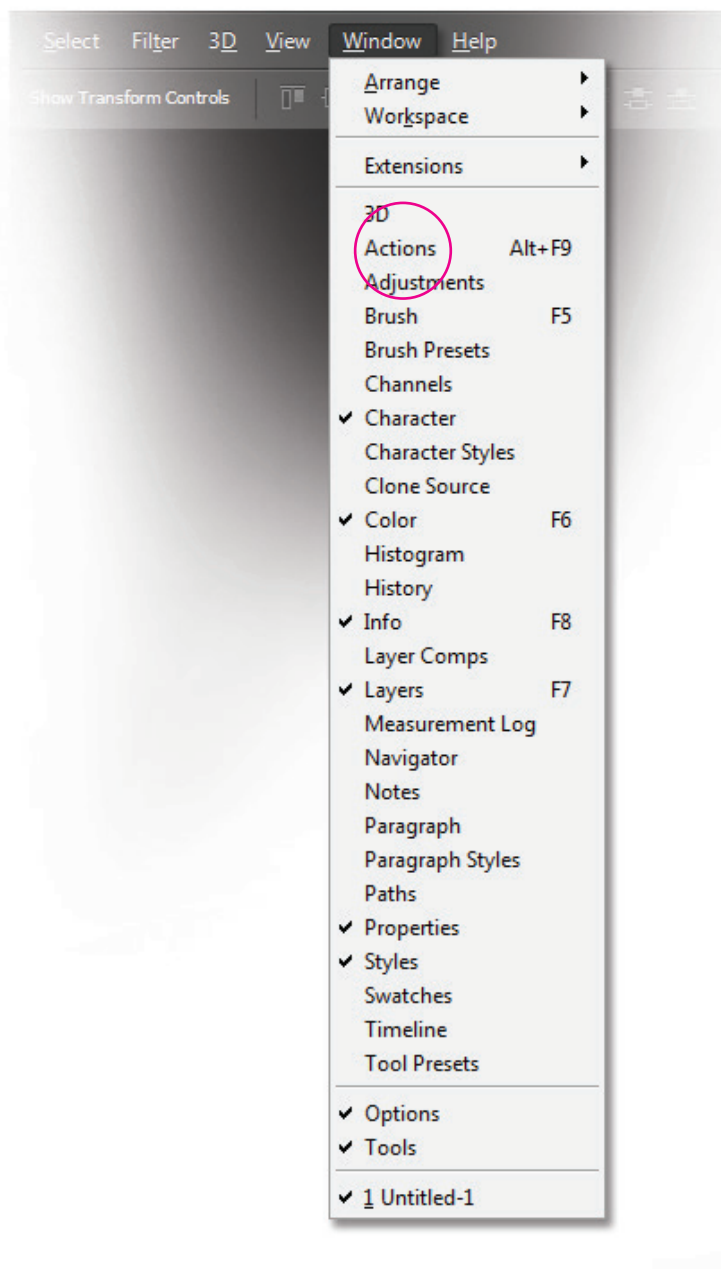 Select Filter 3D View Window Help
Show Transform Controls
Arrange
Workspace
Extensions
3D
Actions Alt+F9
Adjustments
Brush F5
Brush Presets
Channels
Character
Character Styles
Clone Source
Color F6
Histogram
History
Info F8
Layer Comps
Layers F7
Measurement Log
Navigator
Notes
Paragraph
Paragraph Styles
Paths
Properties
Styles
Swatches
Timeline
Tool Presets
Options
Tools
1 Untitled-1